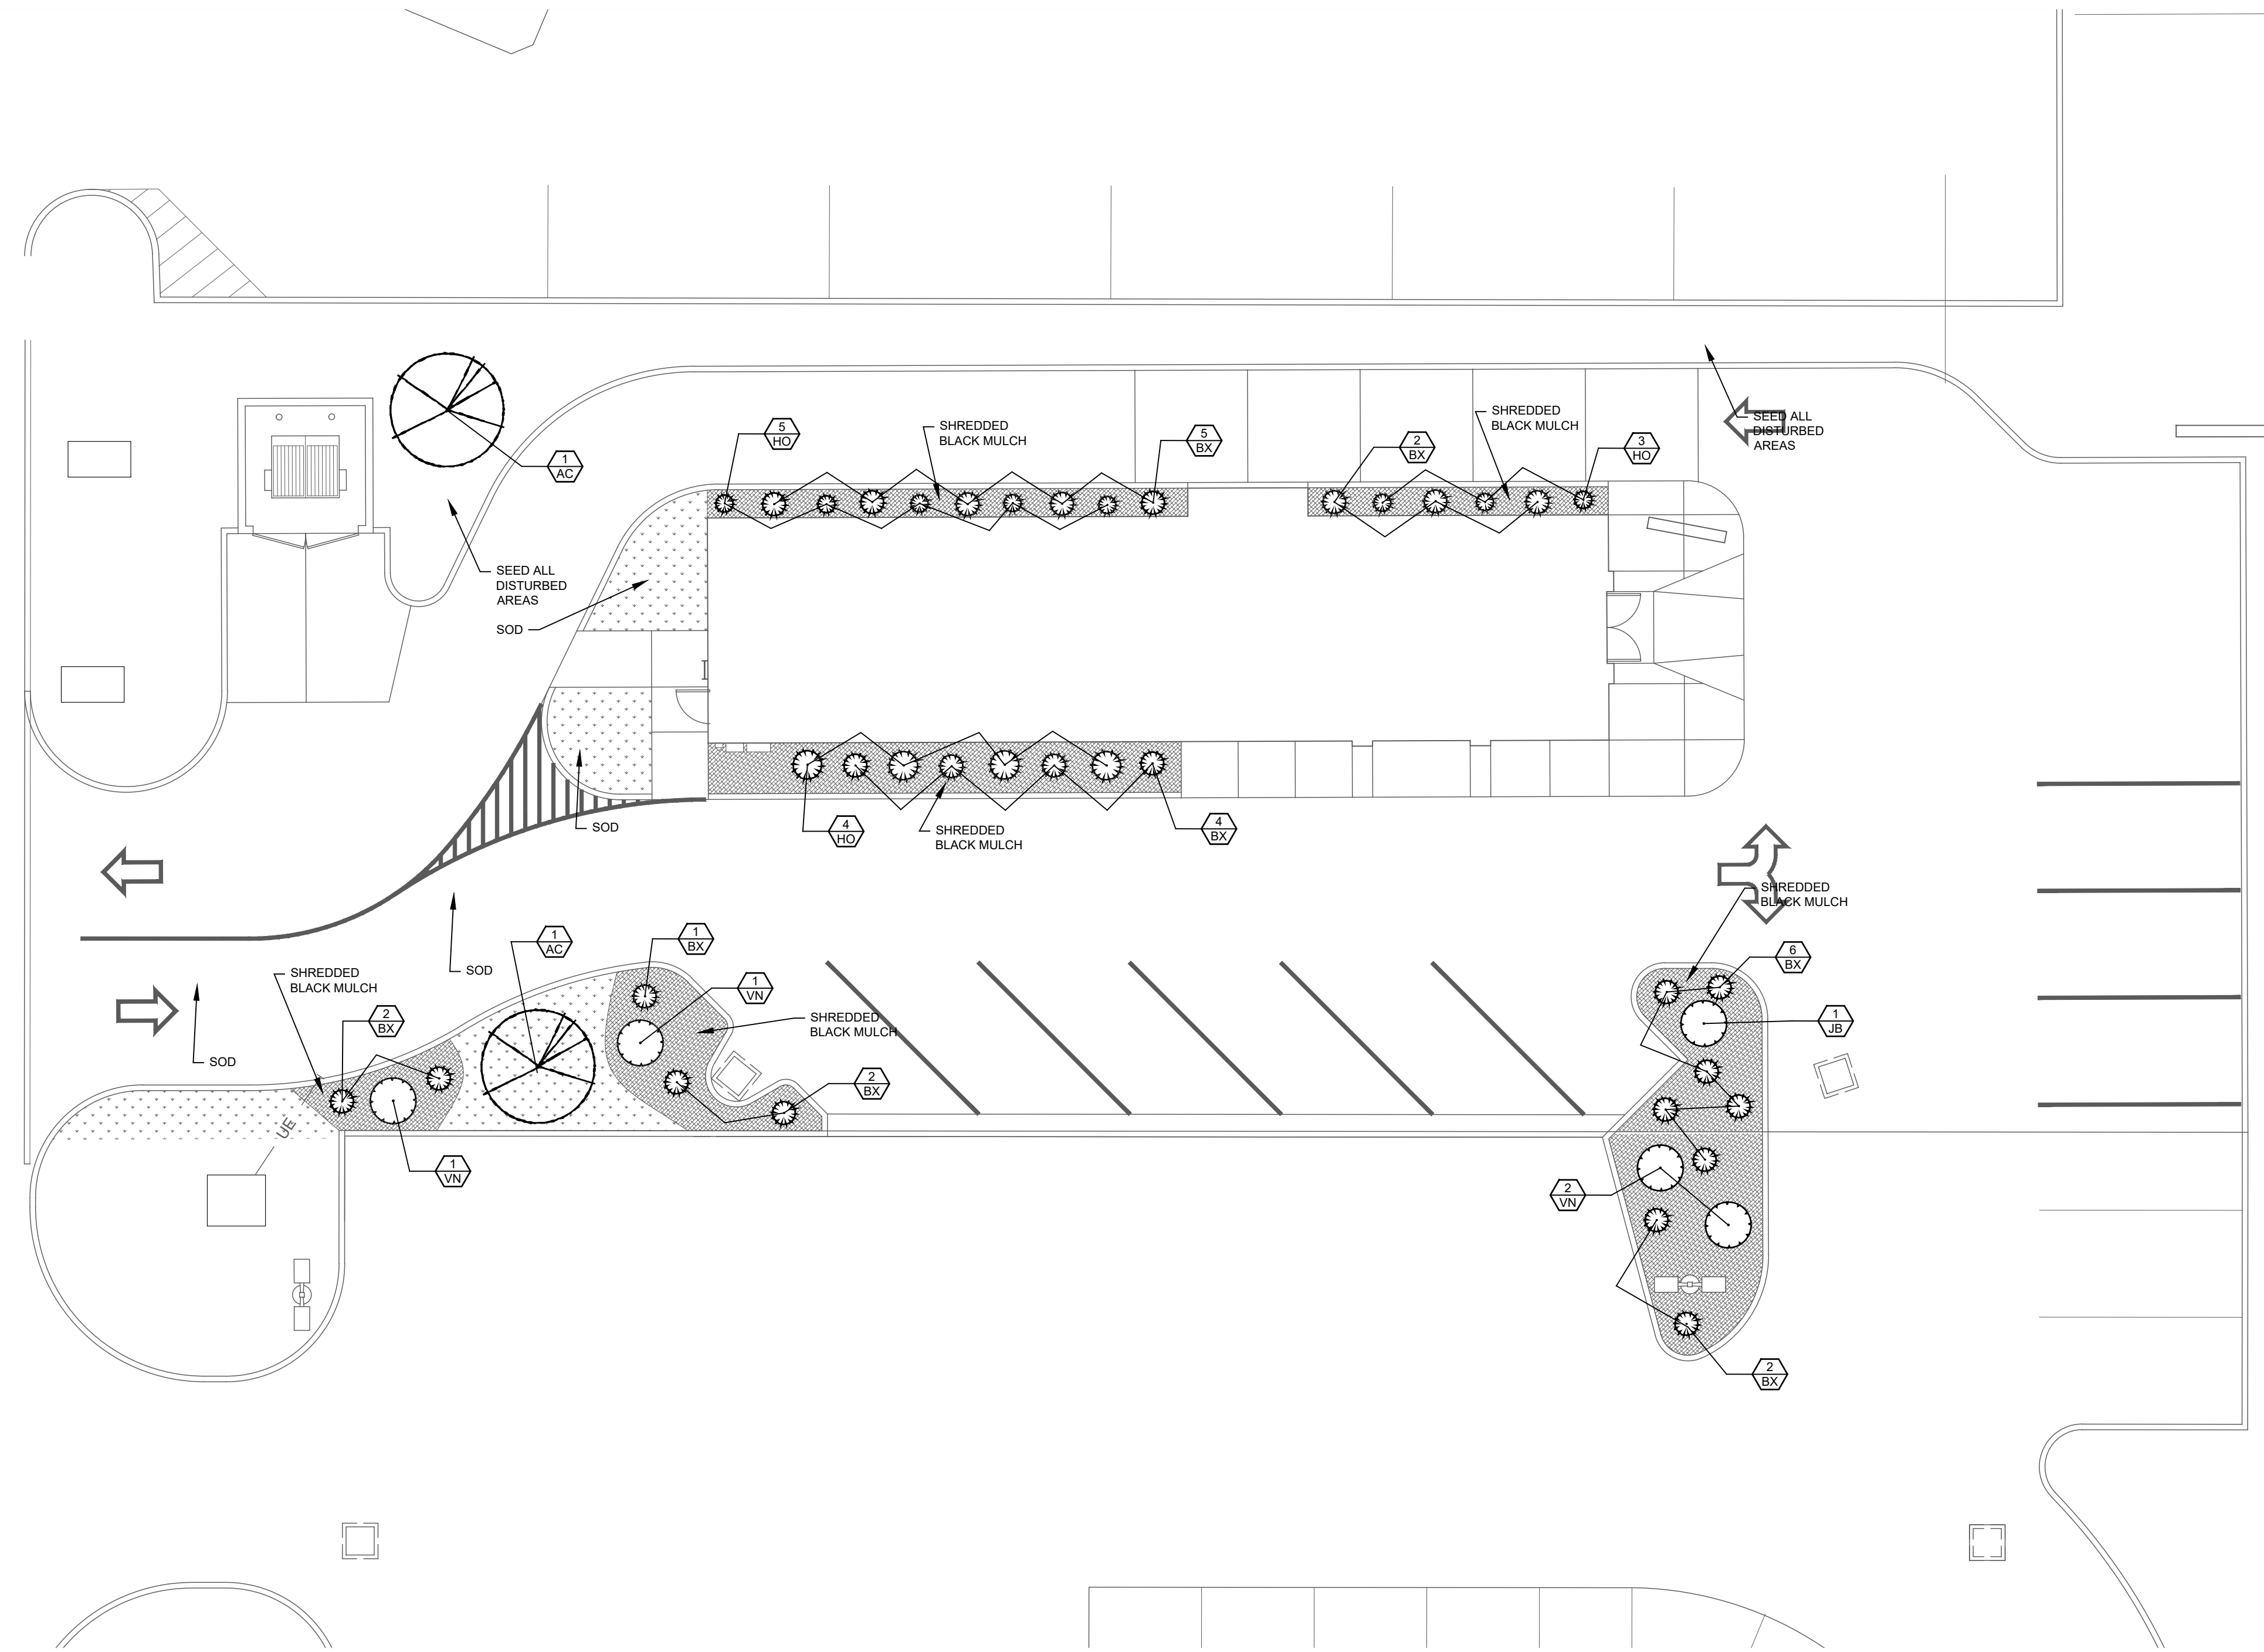 5
HO
SHREDDED
BLACK MULCH
5
BX
2
BX
SHREDDED
BLACK MULCH
3
HO
SEED ALL
DISTURBED
AREAS
1
AC
SEED ALL
DISTURBED
AREAS
SOD
SOD
4
HO
SHREDDED
BLACK MULCH
4
BX
SHREDDED
BLACK MULCH
1
AC
1
BX
SOD
SHREDDED
BLACK MULCH
6
BX
1
VN
2
BX
SHREDDED
BLACK MULCH
1
JB
SOD
2
BX
UE
1
VN
2
VN
2
BX